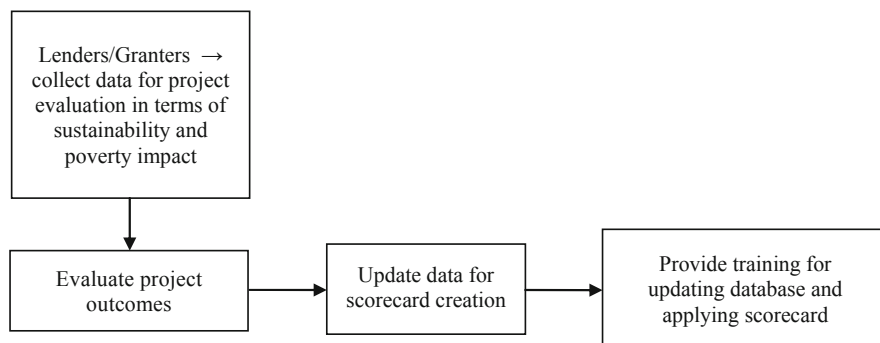 Lenders/Granters →
collect data for project
evaluation in terms of
sustainability and
poverty impact
Evaluate project
outcomes
Update data for
scorecard creation
Provide training for
updating database and
applying scorecard